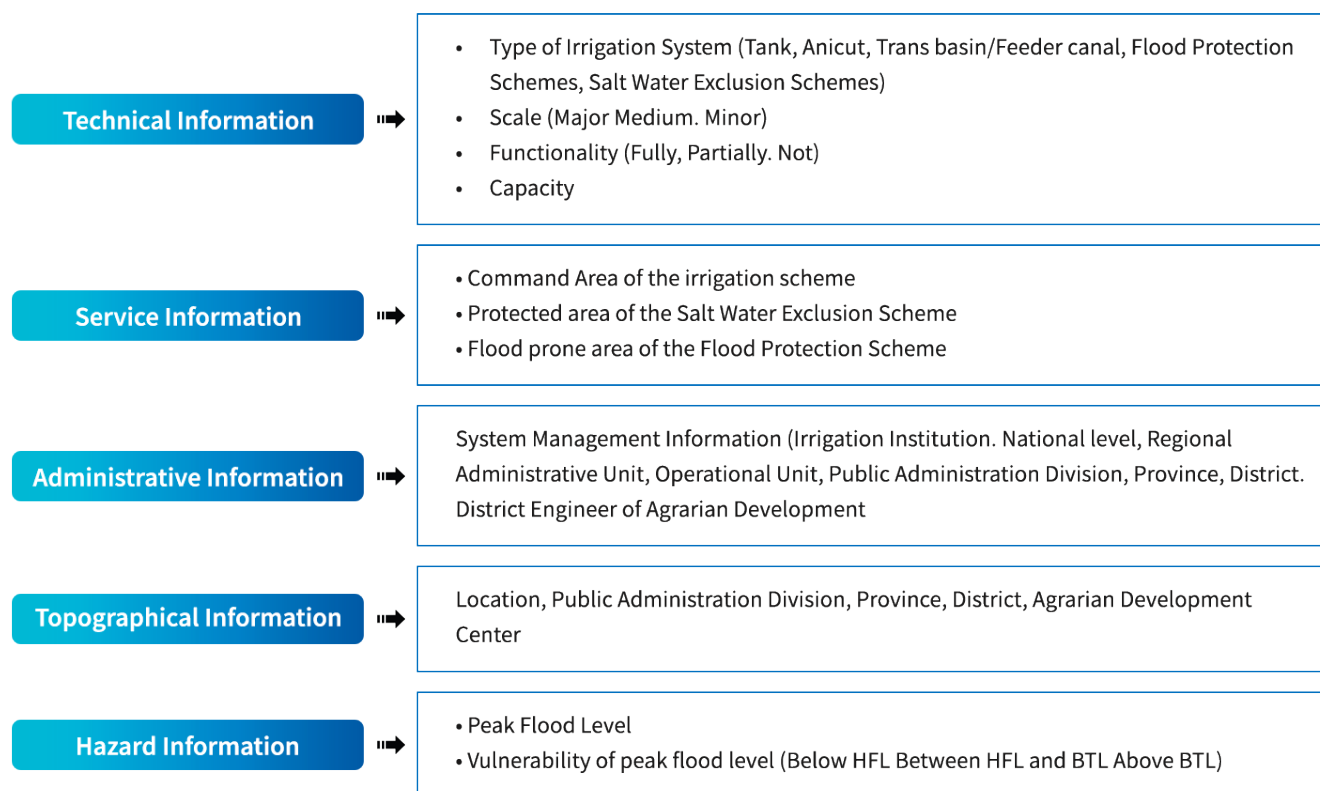 Technical Information
• Type of Irrigation System (Tank, Anicut, Trans basin/Feeder canal, Flood Protection
Schemes, Salt Water Exclusion Schemes)
• Scale (Major Medium. Minor)
• Functionality (Fully, Partially. Not)
• Capacity
Service Information
• Command Area of the irrigation scheme
• Protected area of the Salt Water Exclusion Scheme
• Flood prone area of the Flood Protection Scheme
Administrative Information
System Management Information (Irrigation Institution. National level, Regional
Administrative Unit, Operational Unit, Public Administration Division, Province, District.
District Engineer of Agrarian Development
Topographical Information
Location, Public Administration Division, Province, District, Agrarian Development
Center
Hazard Information
• Peak Flood Level
• Vulnerability of peak flood level (Below HFL Between HFL and BTL Above BTL)